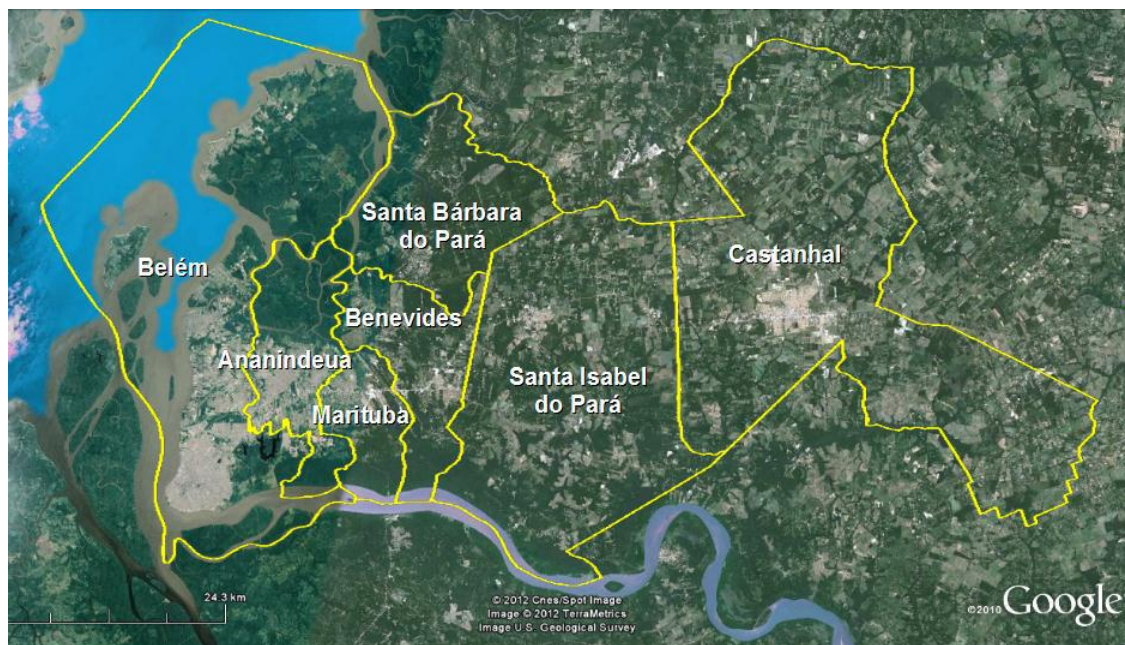 Santa Bárbara
do Pará
Castanhal
Belém
Benevides
Ananindeua
Santa Isabel
do Pará
Marituba
24.3 km
© 2012 Cnes/Spot Image
Image © 2012 TerraMetrics
Image U.S. Geological Survey
©2010 Google